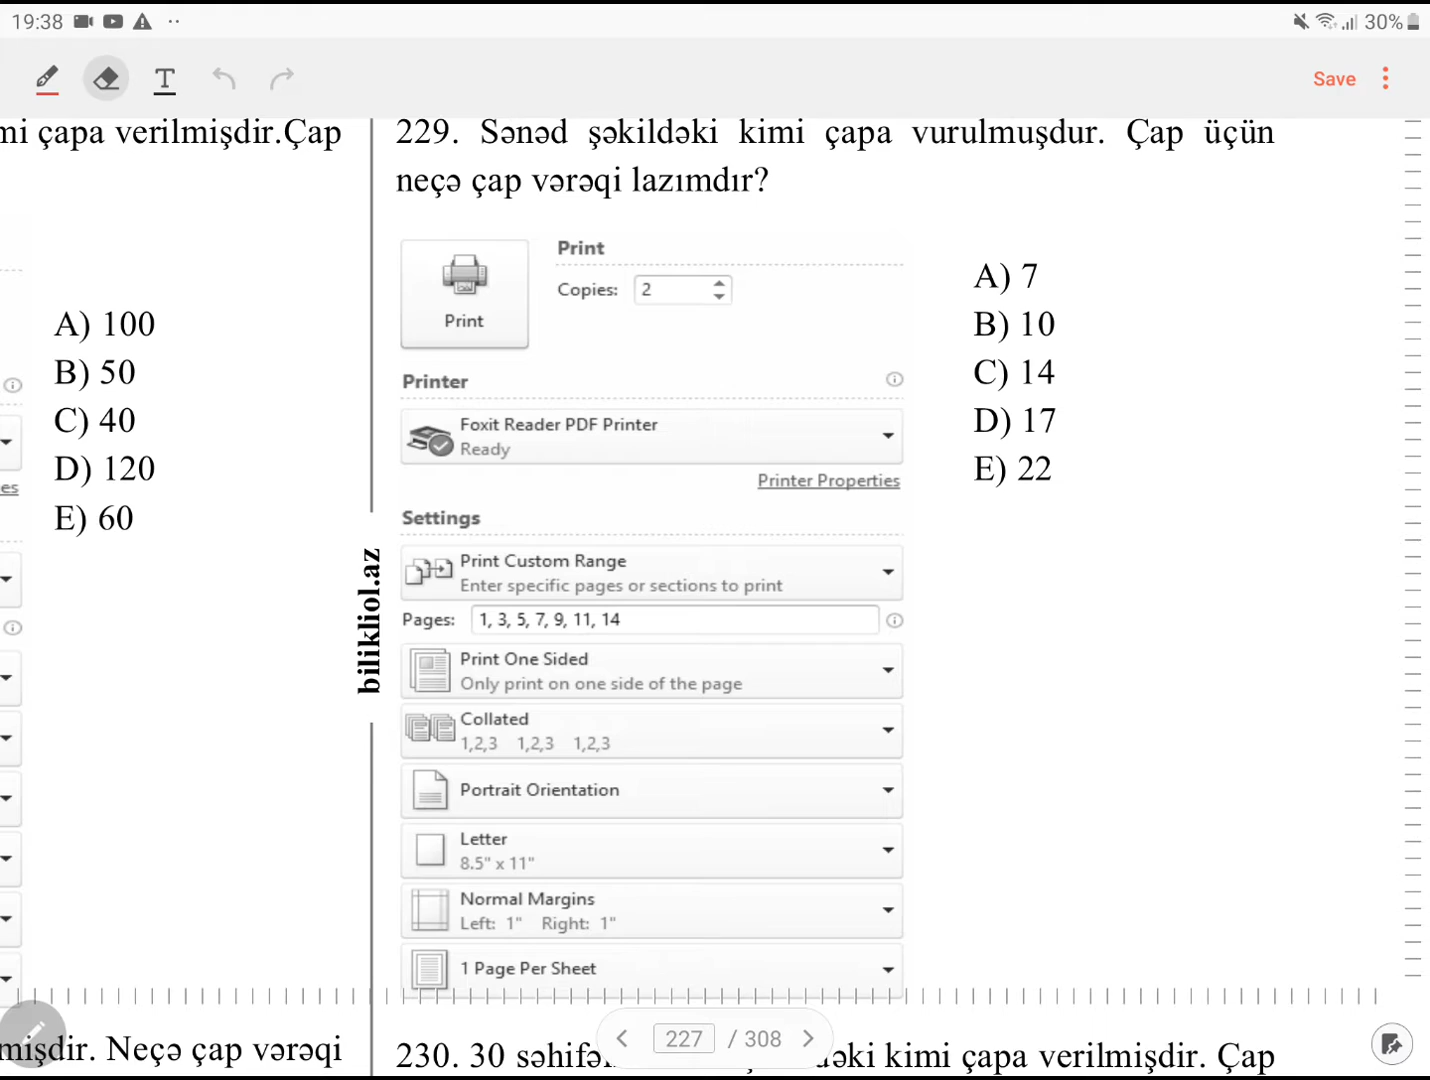 19:38
30%
Save
mi çapa verilmişdir.Çap
A) 100
B) 50
C) 40
D) 120
E) 60
es
mişdir. Neçə çap vərəqi
bilikliol.az
229. Sənəd şəkildəki kimi çapa vurulmuşdur. Çap üçün
neçə çap vərəqi lazımdır?
Print
Print
Copies: 2
Printer
Foxit Reader PDF Printer
Ready
Printer Properties
Settings
Print Custom Range
Enter specific pages or sections to print
Pages: 1, 3, 5, 7, 9, 11, 14
Print One Sided
Only print on one side of the page
Collated
1,2,3 1,2,3 1,2,3
Portrait Orientation
Letter
8.5" x 11"
Normal Margins
Left: 1" Right: 1"
1 Page Per Sheet
A) 7
B) 10
C) 14
D) 17
E) 22
227 / 308
230. 30 kimi çapa verilmişdir. Çap